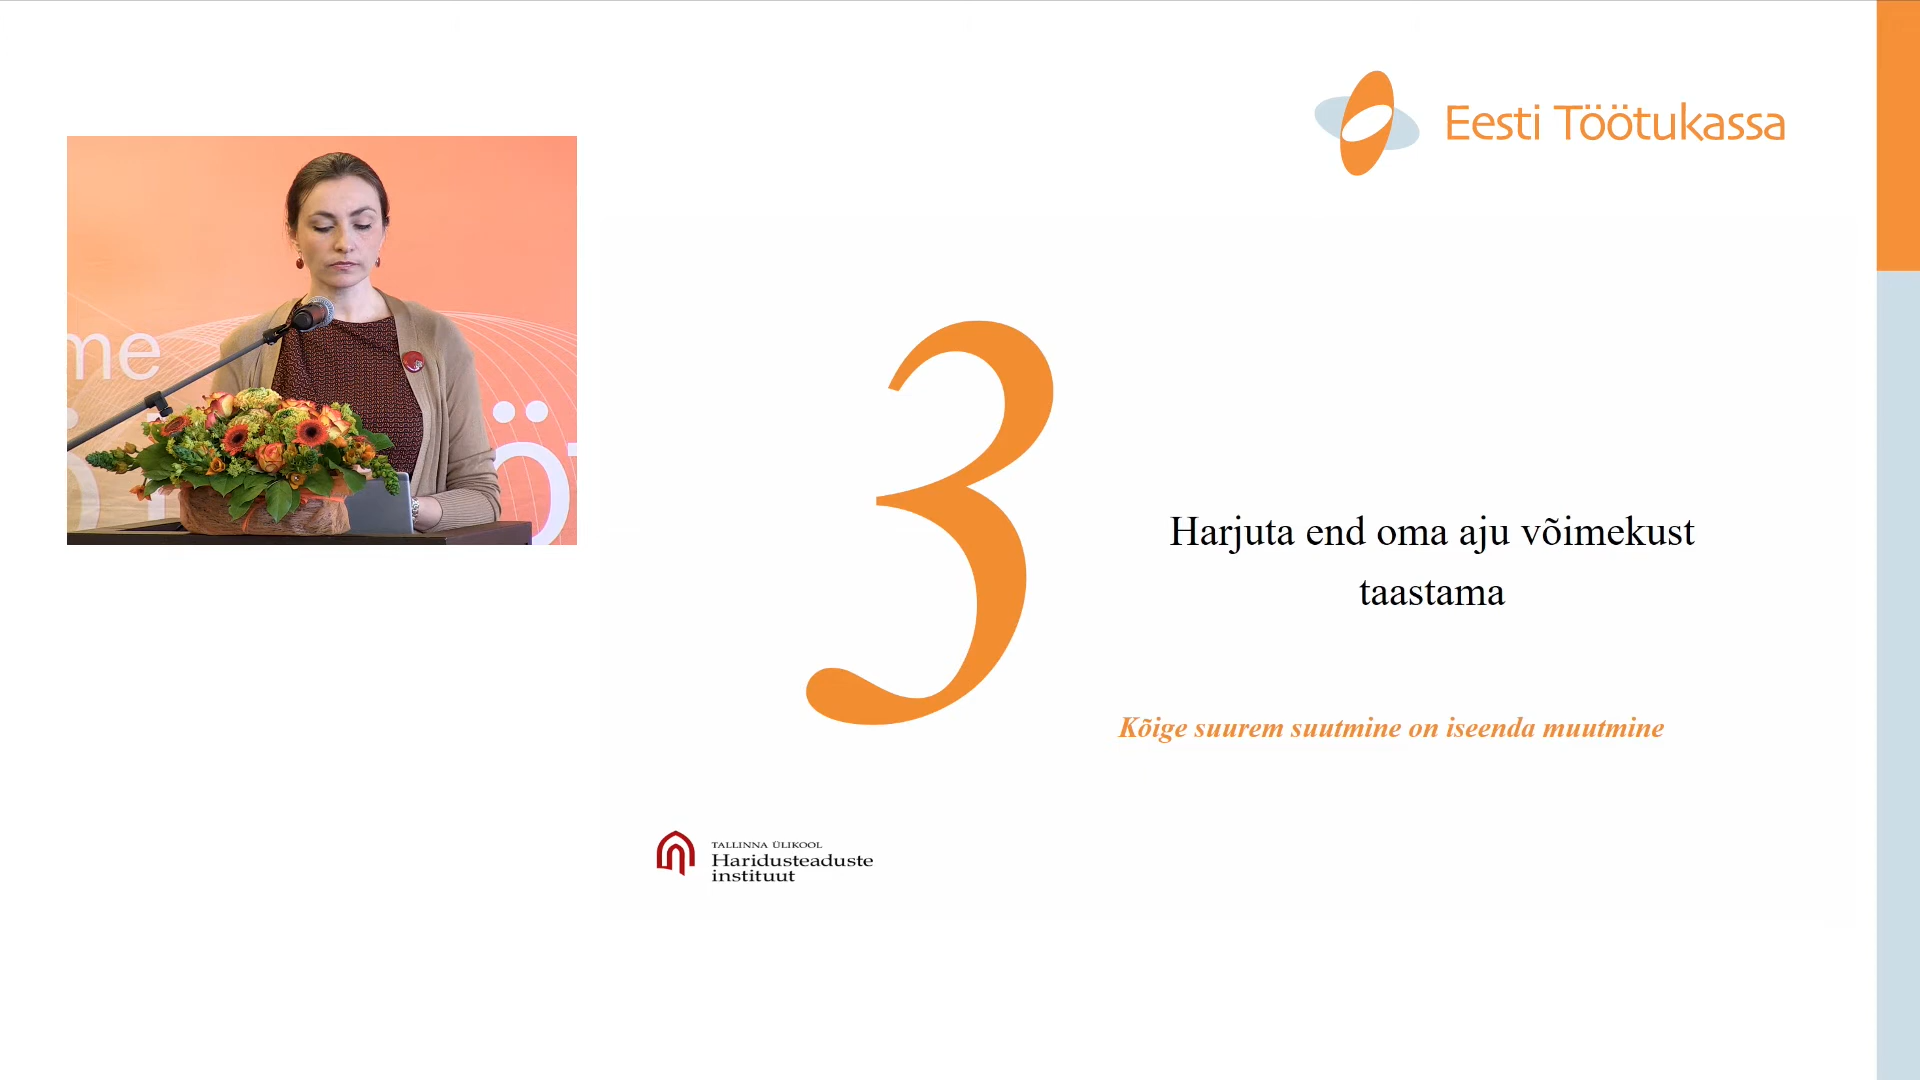 Eesti Töötukassa
me
3
Harjuta end oma aju võimekust
taastama
Kõige suurem suutmine on iseenda muutmine
TALLINNA ÜLIKOOL
Haridusteaduste
instituut